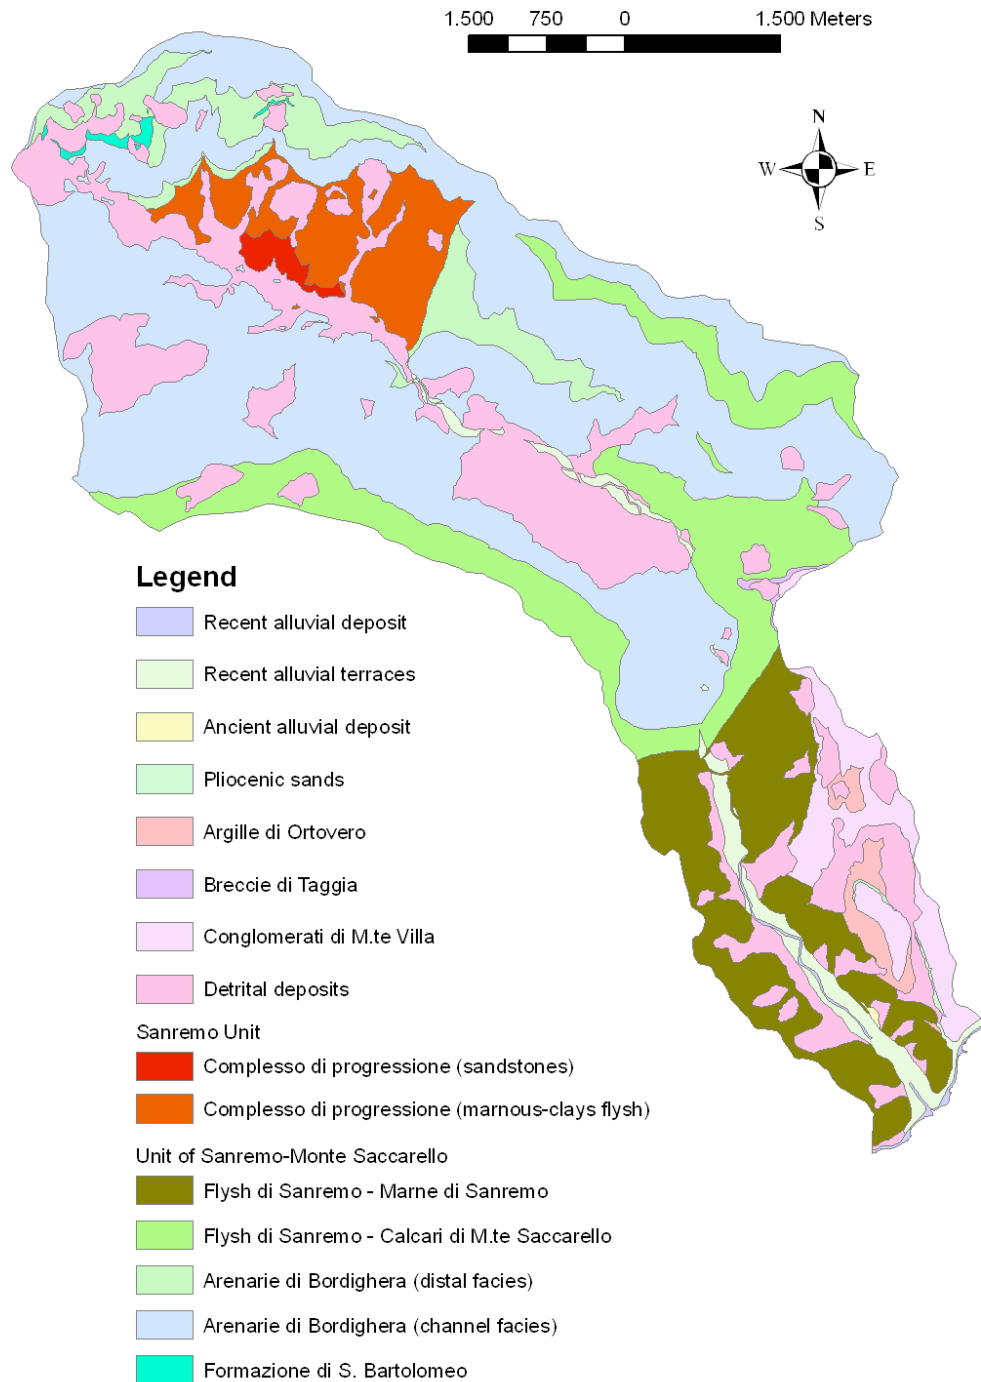 1.500 750 0 1.500 Meters
N
W E
S
Legend
Recent alluvial deposit
Recent alluvial terraces
Ancient alluvial deposit
Pliocenic sands
Argille di Ortovero
Breccie di Taggia
Conglomerati di M.te Villa
Detrital deposits
Sanremo Unit
Complesso di progressione (sandstones)
Complesso di progressione (marnous-clays flysh)
Unit of Sanremo-Monte Saccarello
Flysh di Sanremo - Marne di Sanremo
Flysh di Sanremo - Calcari di M.te Saccarello
Arenarie di Bordighera (distal facies)
Arenarie di Bordighera (channel facies)
Formazione di S. Bartolomeo